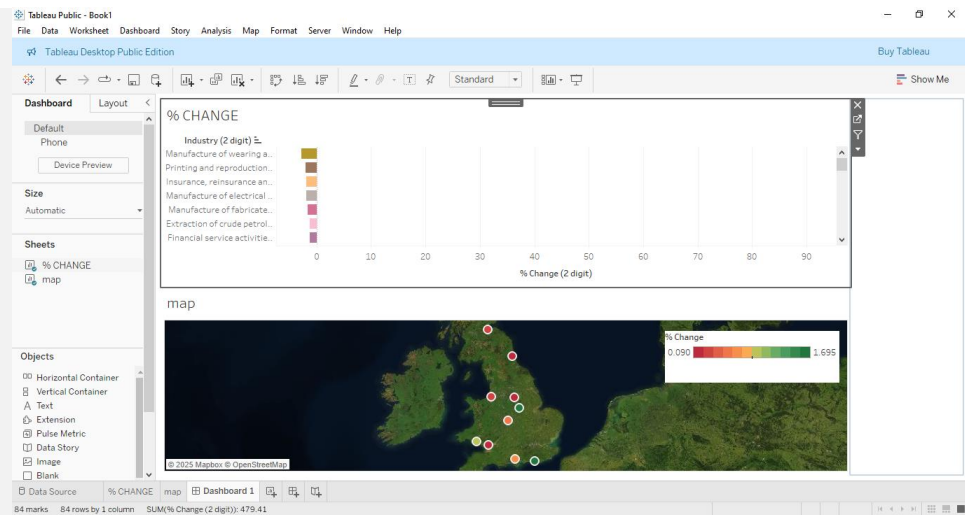 Tableau Public - Book1
File Data Worksheet Dashboard Story Analysis Map Format Server Window Help
Tableau Desktop Public Edition Buy Tableau
T Standard Show Me
Dashboard Layout
Default
Phone
Device Preview
Size
Automatic
Sheets
% CHANGE
map
Objects
Horizontal Container
Vertical Container
A Text
Extension
Pulse Metric
Data Story
Image
Blank
% CHANGE
Industry (2 digit)
Manufacture of wearing a..
Printing and reproduction..
Insurance, reinsurance an..
Manufacture of electrical ..
Manufacture of fabricate..
Extraction of crude petrol..
Financial service activitie..
0 10 20 30 40 50 60 70 80 90
% Change (2 digit)
map
% Change
0.090 1.695
© 2025 Mapbox © OpenStreetMap
Data Source % CHANGE map Dashboard 1
84 marks 84 rows by 1 column SUM(% Change (2 digit)): 479.41